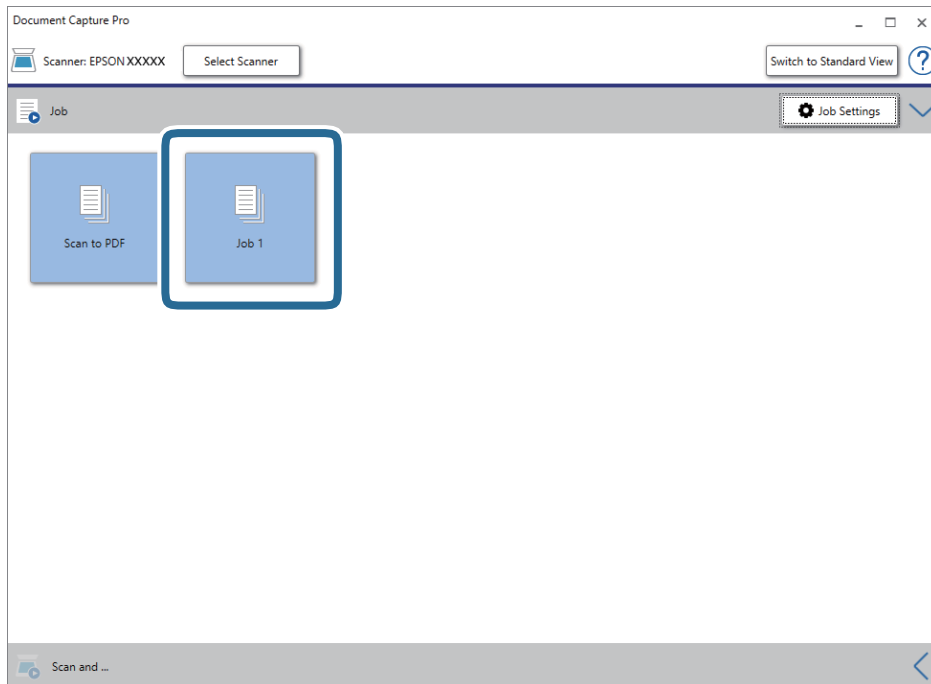 Document Capture Pro
Scanner: EPSON XXXXX
Select Scanner
Switch to Standard View
?
Job
Job Settings
Scan to PDF
Job 1
Scan and ...